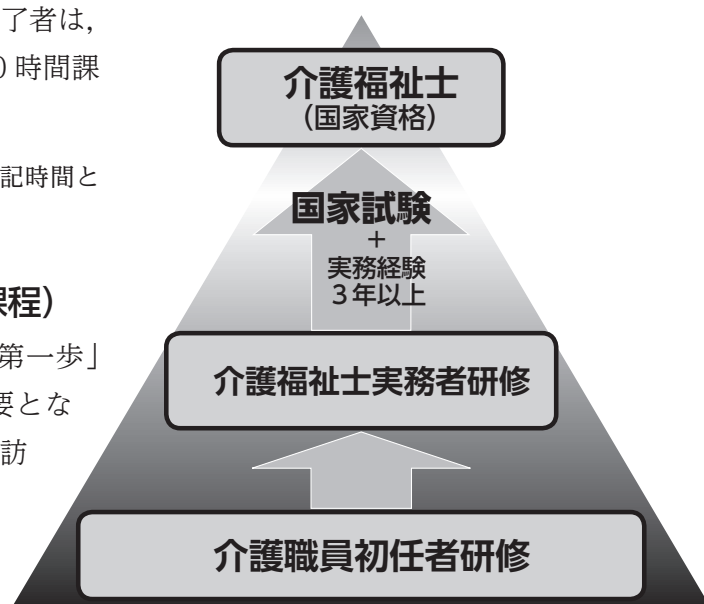 了者は，
0 時間課
記時間と
課程）
第一歩」
要とな
訪
介護福祉士
（国家資格）
国家試験
＋
実務経験
３年以上
介護福祉士実務者研修
介護職員初任者研修